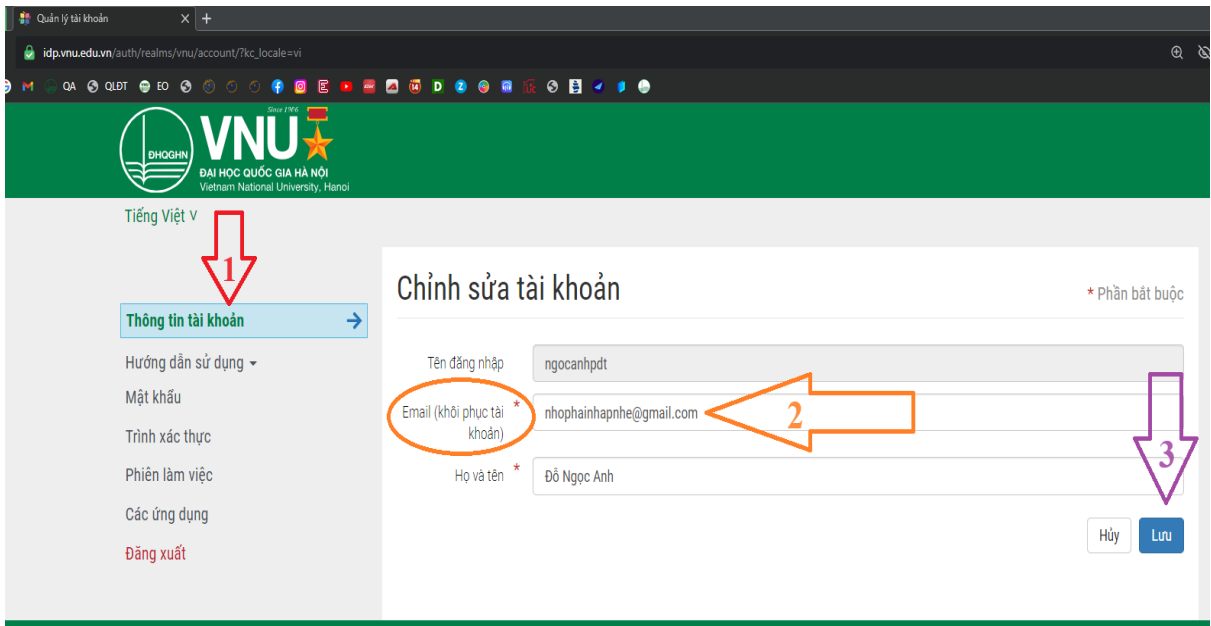 Quản lý tài khoản
idp.vnu.edu.vn/auth/realms/vnu/account/?kc_locale=vi
QA QLĐT EO
Since 1906
ĐHQGHN
VNU
ĐẠI HỌC QUỐC GIA HÀ NỘI
Vietnam National University, Hanoi
Tiếng Việt
1
Thông tin tài khoản
Hướng dẫn sử dụng
Mật khẩu
Trình xác thực
Phiên làm việc
Các ứng dụng
Đăng xuất
Chỉnh sửa tài khoản
* Phần bắt buộc
Tên đăng nhập ngocanhpdt
Email (khôi phục tài khoản) * nhophainhapnhe@gmail.com 2
Họ và tên * Đỗ Ngọc Anh
3
Hủy Lưu